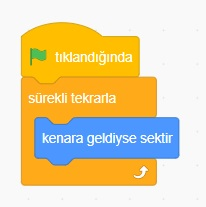 tıklandığında
sürekli tekrarla
kenara geldiyse sektir